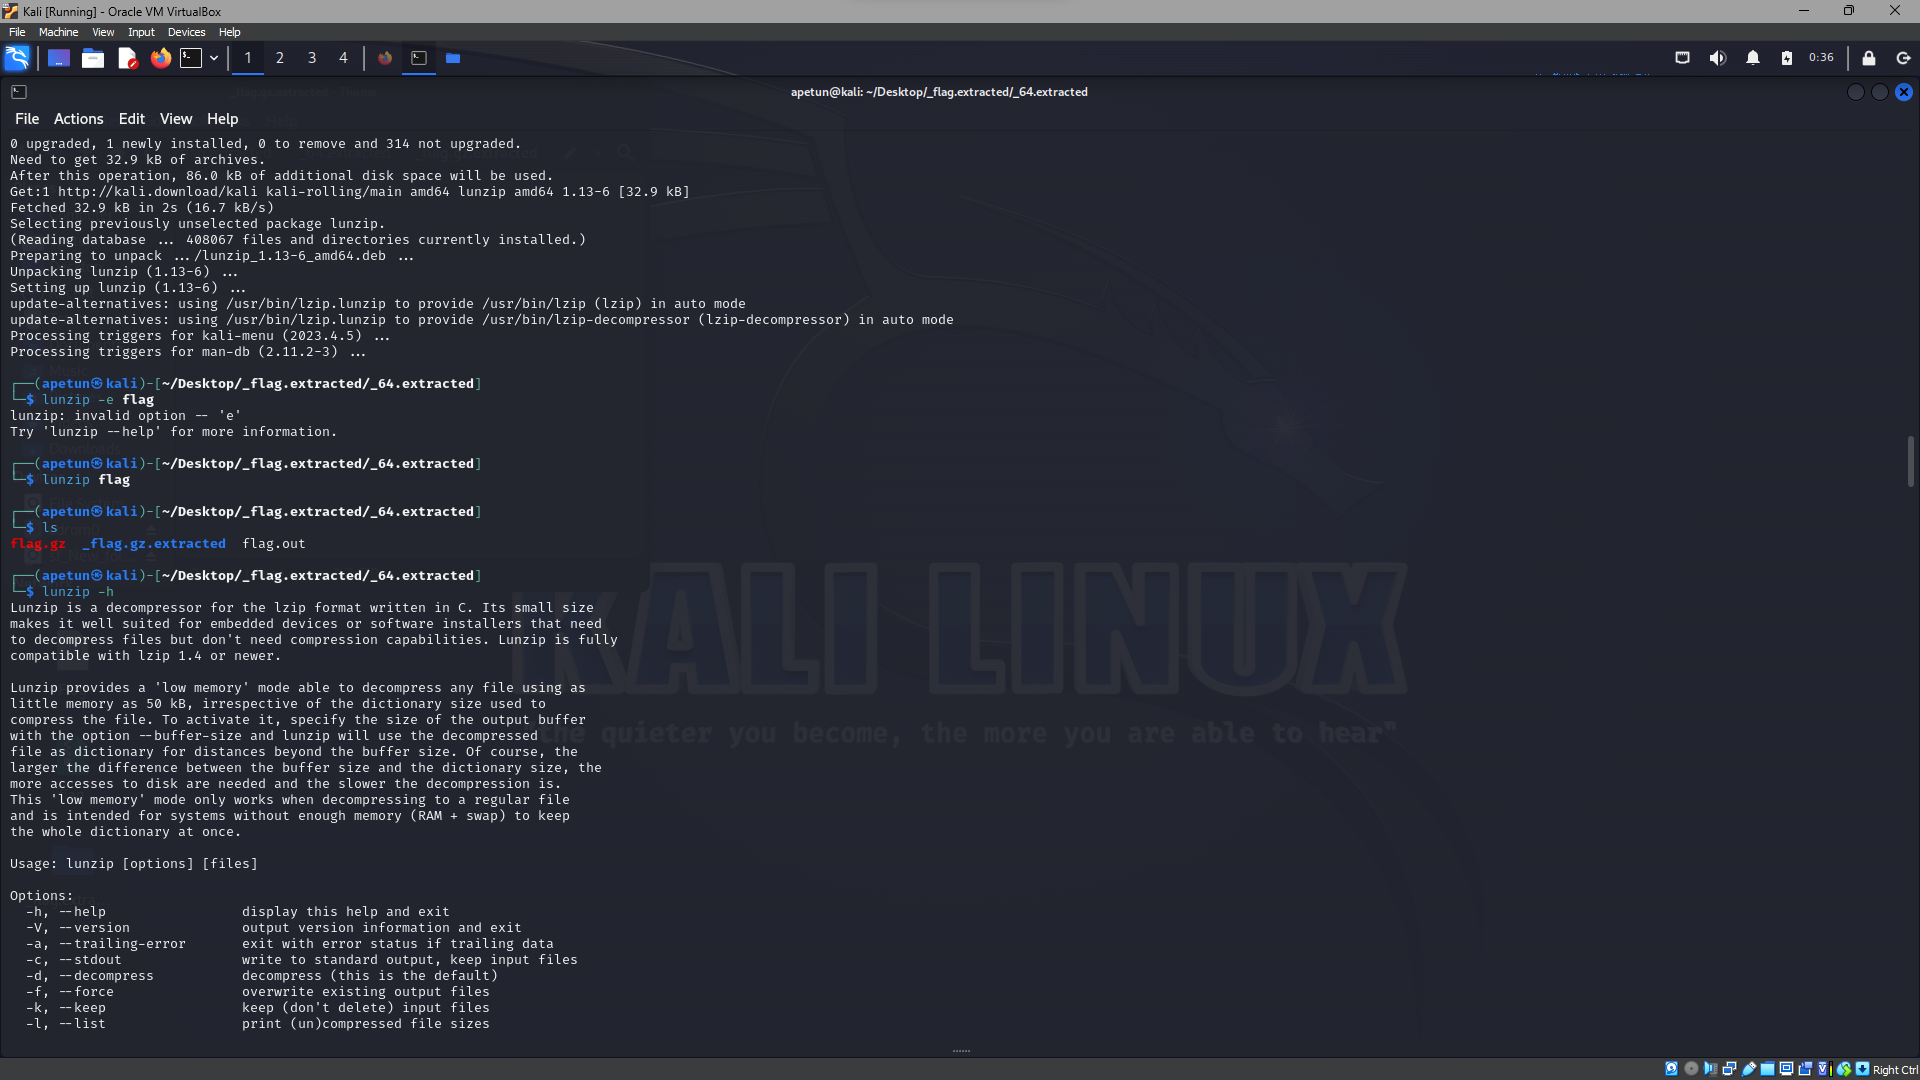 Kali [Running] - Oracle VM VirtualBox
File Machine View Input Devices Help
1 2 3 4 0:36
apetun@kali: ~/Desktop/_flag.extracted/_64.extracted
File Actions Edit View Help
0 upgraded, 1 newly installed, 0 to remove and 314 not upgraded.
Need to get 32.9 kB of archives.
After this operation, 86.0 kB of additional disk space will be used.
Get:1 http://kali.download/kali kali-rolling/main amd64 lunzip amd64 1.13-6 [32.9 kB]
Fetched 32.9 kB in 2s (16.7 kB/s)
Selecting previously unselected package lunzip.
(Reading database ... 408067 files and directories currently installed.)
Preparing to unpack .../lunzip_1.13-6_amd64.deb ...
Unpacking lunzip (1.13-6) ...
Setting up lunzip (1.13-6) ...
update-alternatives: using /usr/bin/lzip.lunzip to provide /usr/bin/lzip (lzip) in auto mode
update-alternatives: using /usr/bin/lzip.lunzip to provide /usr/bin/lzip-decompressor (lzip-decompressor) in auto mode
Processing triggers for kali-menu (2023.4.5) ...
Processing triggers for man-db (2.11.2-3) ...
┌──(apetun㉿kali)-[~/Desktop/_flag.extracted/_64.extracted]
└─$ lunzip -e flag
lunzip: invalid option -- 'e'
Try 'lunzip --help' for more information.
┌──(apetun㉿kali)-[~/Desktop/_flag.extracted/_64.extracted]
└─$ lunzip flag
┌──(apetun㉿kali)-[~/Desktop/_flag.extracted/_64.extracted]
└─$ ls
flag.gz _flag.gz.extracted flag.out
┌──(apetun㉿kali)-[~/Desktop/_flag.extracted/_64.extracted]
└─$ lunzip -h
Lunzip is a decompressor for the lzip format written in C. Its small size
makes it well suited for embedded devices or software installers that need
to decompress files but don't need compression capabilities. Lunzip is fully
compatible with lzip 1.4 or newer.
Lunzip provides a 'low memory' mode able to decompress any file using as
little memory as 50 kB, irrespective of the dictionary size used to
compress the file. To activate it, specify the size of the output buffer
with the option --buffer-size and lunzip will use the decompressed
file as dictionary for distances beyond the buffer size. Of course, the
larger the difference between the buffer size and the dictionary size, the
more accesses to disk are needed and the slower the decompression is.
This 'low memory' mode only works when decompressing to a regular file
and is intended for systems without enough memory (RAM + swap) to keep
the whole dictionary at once.
Usage: lunzip [options] [files]
Options:
-h, --help display this help and exit
-V, --version output version information and exit
-a, --trailing-error exit with error status if trailing data
-c, --stdout write to standard output, keep input files
-d, --decompress decompress (this is the default)
-f, --force overwrite existing output files
-k, --keep keep (don't delete) input files
-l, --list print (un)compressed file sizes
KALI LINUX
the quieter you become, the more you are able to hear"
Right Ctrl